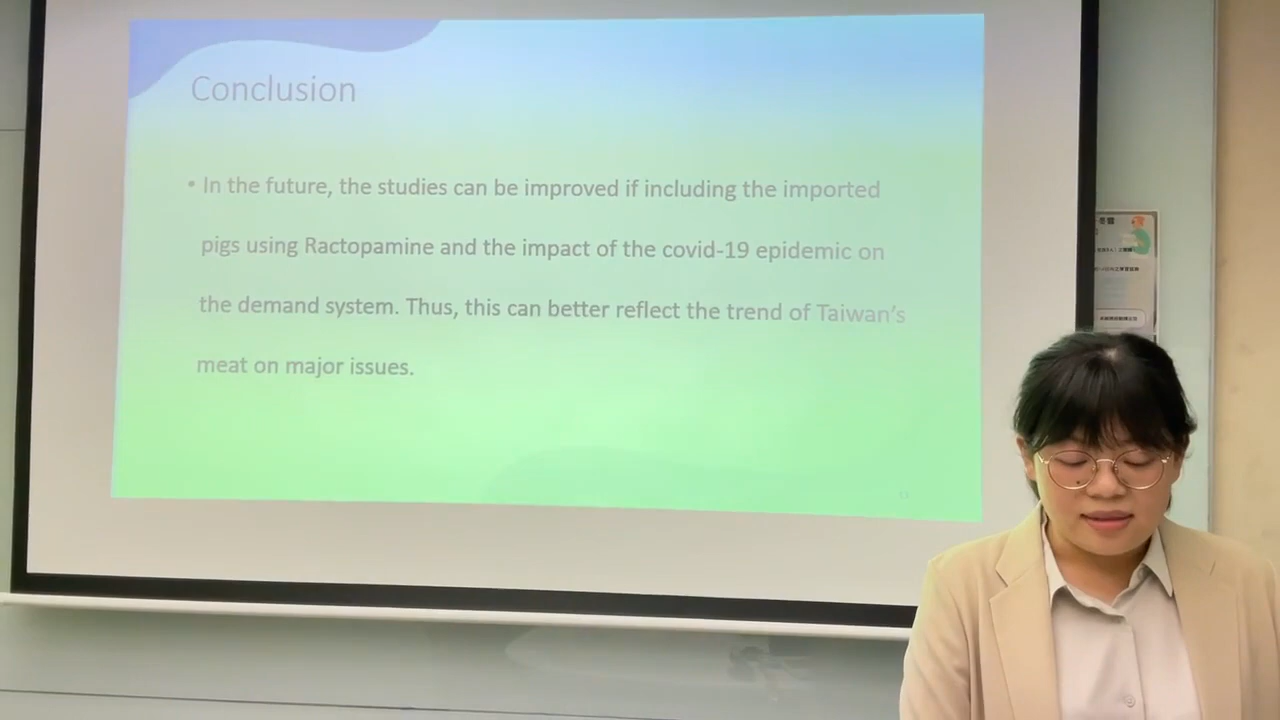 Conclusion
• In the future, the studies can be improved if including the imported
pigs using Ractopamine and the impact of the covid-19 epidemic on
the demand system. Thus, this can better reflect the trend of Taiwan's
meat on major issues.